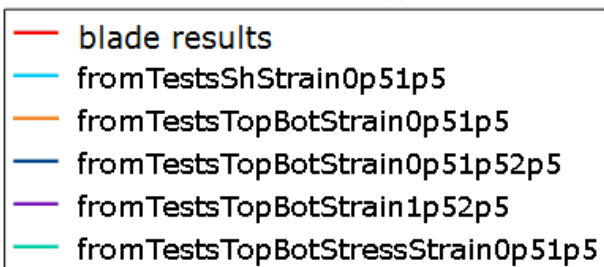 blade results
fromTestsShStrain0p51p5
fromTestsTopBotStrain0p51p5
fromTestsTopBotStrain0p51p52p5
fromTestsTopBotStrain1p52p5
fromTestsTopBotStressStrain0p51p5